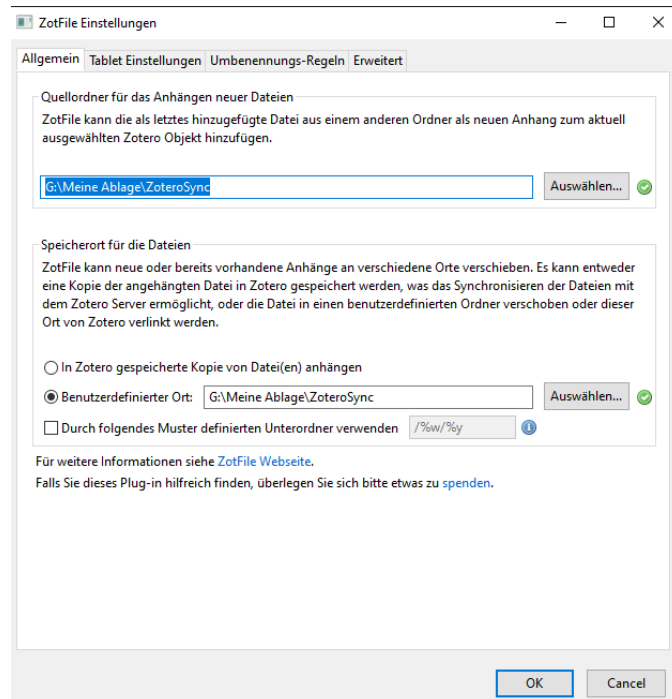 ZotFile Einstellungen
Allgemein Tablet Einstellungen Umbenennungs-Regeln Erweitert
Quellordner für das Anhängen neuer Dateien
ZotFile kann die als letztes hinzugefügte Datei aus einem anderen Ordner als neuen Anhang zum aktuell
ausgewählten Zotero Objekt hinzufügen.
G:\Meine Ablage\ZoteroSync Auswählen...
Speicherort für die Dateien
ZotFile kann neue oder bereits vorhandene Anhänge an verschiedene Orte verschieben. Es kann entweder
eine Kopie der angehängten Datei in Zotero gespeichert werden, was das Synchronisieren der Dateien mit
dem Zotero Server ermöglicht, oder die Datei in einen benutzerdefinierten Ordner verschoben oder dieser
Ort von Zotero verlinkt werden.
In Zotero gespeicherte Kopie von Datei(en) anhängen
Benutzerdefinierter Ort: G:\Meine Ablage\ZoteroSync Auswählen...
Durch folgendes Muster definierten Unterordner verwenden /%w/%y
Für weitere Informationen siehe ZotFile Webseite.
Falls Sie dieses Plug-in hilfreich finden, überlegen Sie sich bitte etwas zu spenden.
OK Cancel